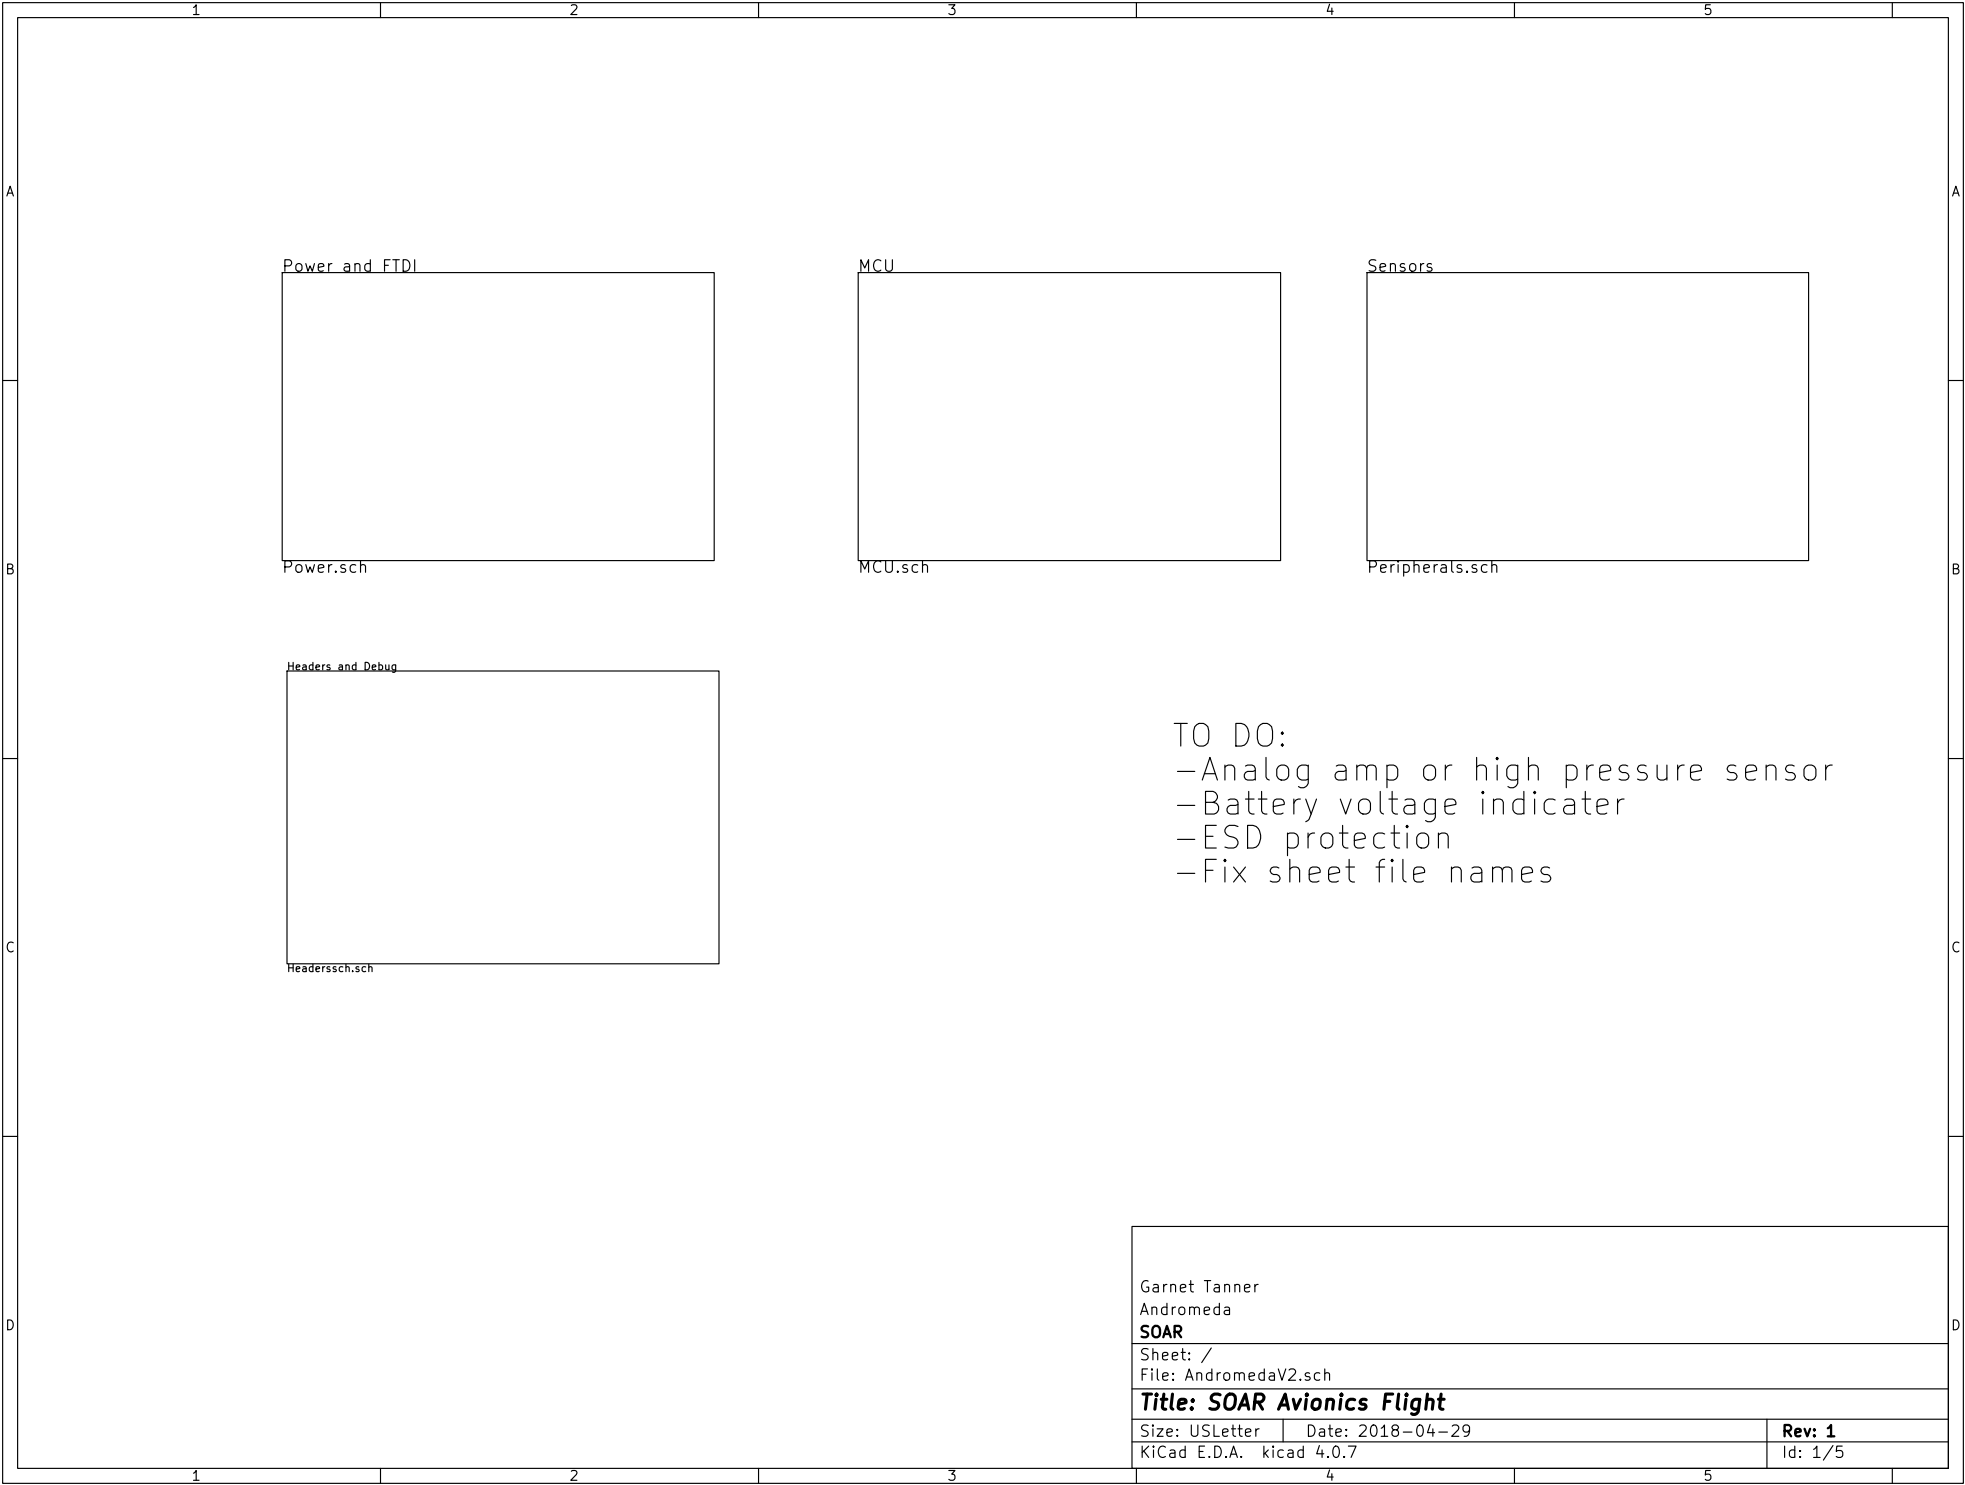 1 2 3 4 5
A A
Power and FTDI MCU Sensors
Power.sch MCU.sch Peripherals.sch
B B
Headers and Debug
TO DO:
-Analog amp or high pressure sensor
-Battery voltage indicater
-ESD protection
-Fix sheet file names
C C
Headerssch.sch
Garnet Tanner
Andromeda
D D
SOAR
Sheet: /
File: AndromedaV2.sch
Title: SOAR Avionics Flight
Size: USLetter Date: 2018-04-29 Rev: 1
KiCad E.D.A. kicad 4.0.7 Id: 1/5
1 2 3 4 5